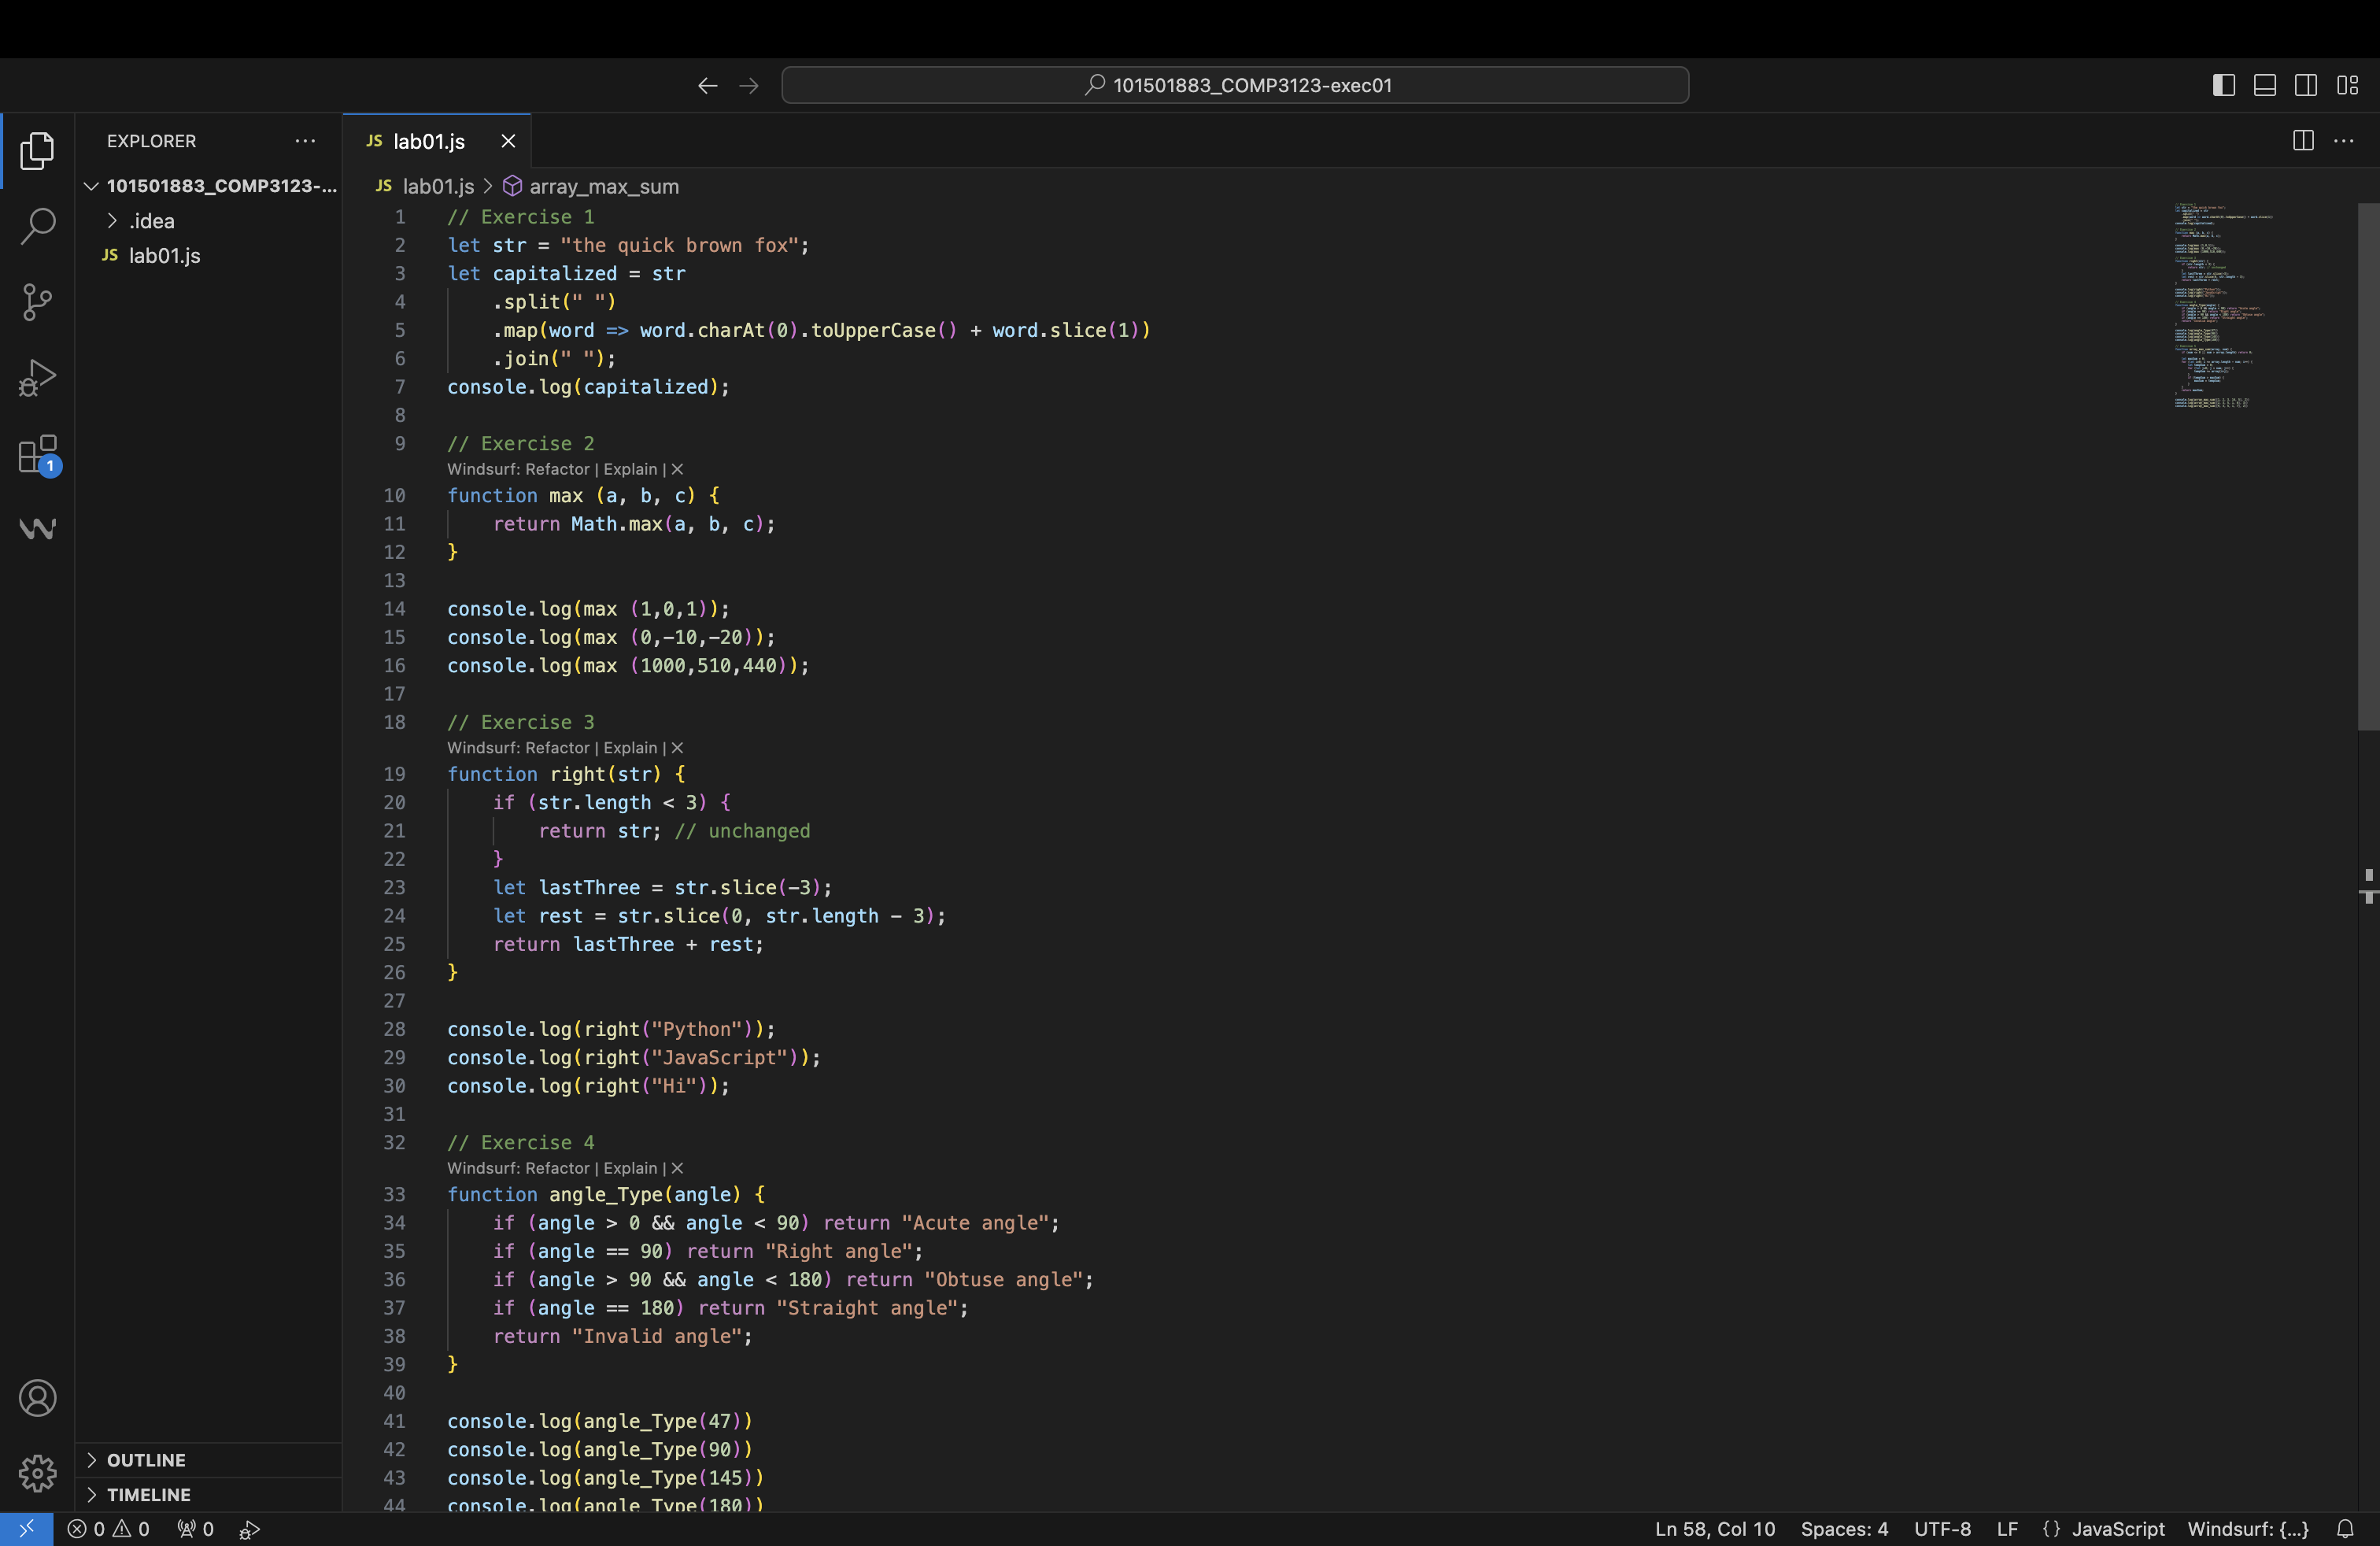 101501883_COMP3123-exec01
EXPLORER
101501883_COMP3123-...
.idea
JS lab01.js
1
OUTLINE
TIMELINE
JS lab01.js
JS lab01.js > array_max_sum
1 // Exercise 1
2 let str = "the quick brown fox";
3 let capitalized = str
4 .split(" ")
5 .map(word => word.charAt(0).toUpperCase() + word.slice(1))
6 .join(" ");
7 console.log(capitalized);
8
9 // Exercise 2
Windsurf: Refactor | Explain | X
10 function max (a, b, c) {
11 return Math.max(a, b, c);
12 }
13
14 console.log(max (1,0,1));
15 console.log(max (0,-10,-20));
16 console.log(max (1000,510,440));
17
18 // Exercise 3
Windsurf: Refactor | Explain | X
19 function right(str) {
20 if (str.length < 3) {
21 return str; // unchanged
22 }
23 let lastThree = str.slice(-3);
24 let rest = str.slice(0, str.length - 3);
25 return lastThree + rest;
26 }
27
28 console.log(right("Python"));
29 console.log(right("JavaScript"));
30 console.log(right("Hi"));
31
32 // Exercise 4
Windsurf: Refactor | Explain | X
33 function angle_Type(angle) {
34 if (angle > 0 && angle < 90) return "Acute angle";
35 if (angle == 90) return "Right angle";
36 if (angle > 90 && angle < 180) return "Obtuse angle";
37 if (angle == 180) return "Straight angle";
38 return "Invalid angle";
39 }
40
41 console.log(angle_Type(47))
42 console.log(angle_Type(90))
43 console.log(angle_Type(145))
44 console.log(angle_Type(180))
0 0 0 Ln 58, Col 10 Spaces: 4 UTF-8 LF {} JavaScript Windsurf: {...}